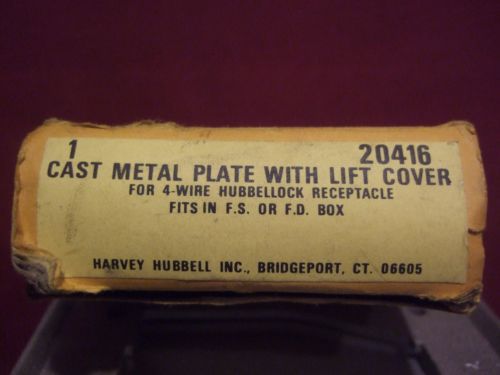 1 20416
CAST METAL PLATE WITH LIFT COVER
FOR 4-WIRE HUBBELLOCK RECEPTACLE
FITS IN F.S. OR F.D. BOX
HARVEY HUBBELL INC., BRIDGEPORT, CT. 06605